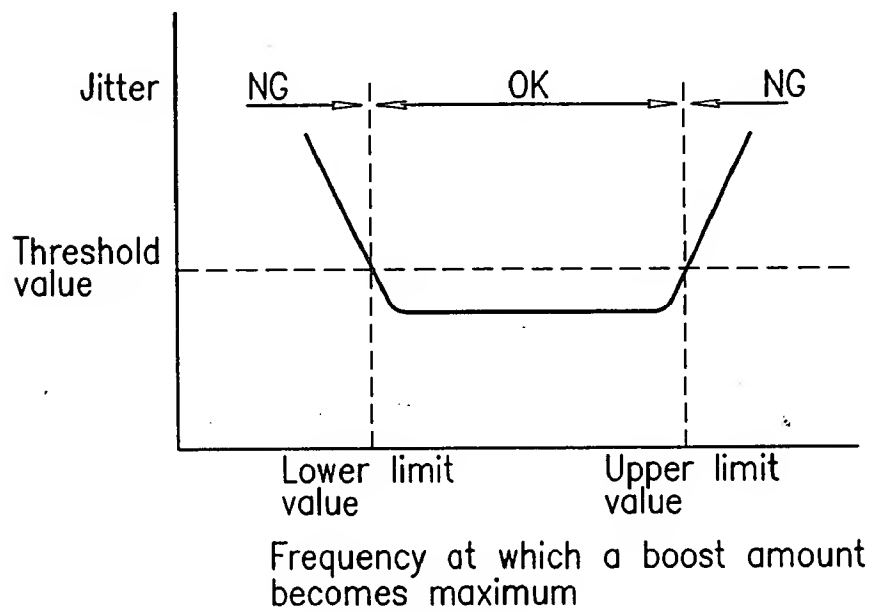 Jitter
NG
OK
NG
Threshold
value
Lower limit
value
Upper limit
value
Frequency at which a boost amount
becomes maximum